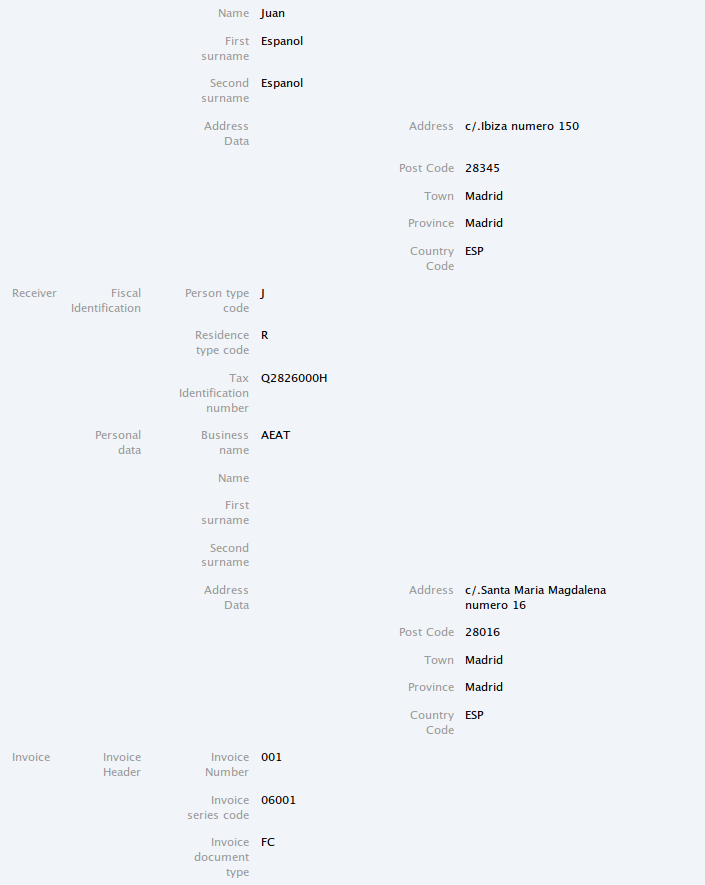 Name Juan
First Espanol
surname
Second Espanol
surname
Address Address c/.Ibiza numero 150
Data
Post Code 28345
Town Madrid
Province Madrid
Country ESP
Code
Receiver Fiscal Person type J
Identification code
Residence R
type code
Tax Q2826000H
Identification
number
Personal Business AEAT
data name
Name
First
surname
Second
surname
Address Address c/.Santa Maria Magdalena
Data numero 16
Post Code 28016
Town Madrid
Province Madrid
Country ESP
Code
Invoice Invoice Invoice 001
Header Number
Invoice 06001
series code
Invoice FC
document
type